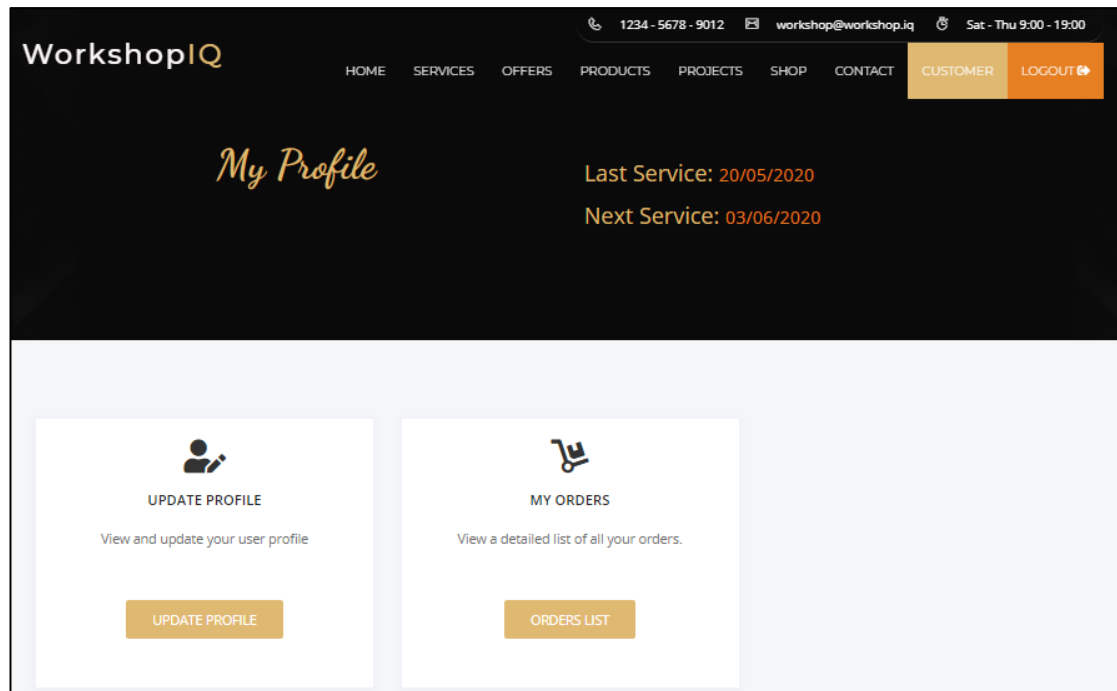 1234 - 5678 - 9012 workshop@workshop.iq Sat - Thu 9:00 - 19:00
WorkshopIQ
HOME SERVICES OFFERS PRODUCTS PROJECTS SHOP CONTACT CUSTOMER LOGOUT
My Profile
Last Service: 20/05/2020
Next Service: 03/06/2020
UPDATE PROFILE
View and update your user profile
UPDATE PROFILE
MY ORDERS
View a detailed list of all your orders.
ORDERS LIST